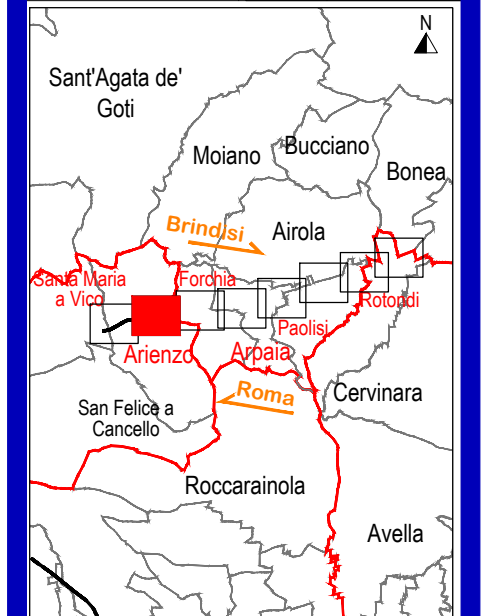 N
Sant'Agata de'
Goti
Bucciano
Moiano
Bonea
Brindisi
Airola
Santa Maria
a Vico
Forchia
Rotondi
Paolisi
Arienzo
Arpaia
Roma
Cervinara
San Felice a
Cancello
Roccarainola
Avella